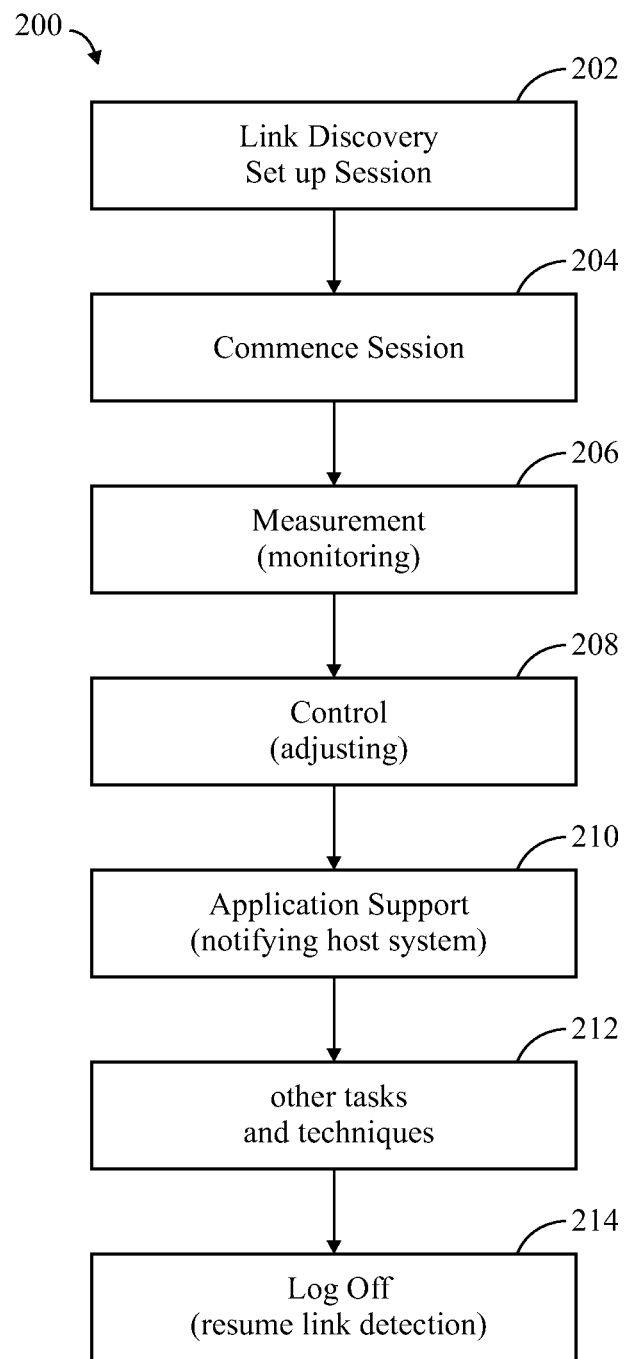 200
202
Link Discovery
Set up Session
204
Commence Session
206
Measurement
(monitoring)
208
Control
(adjusting)
210
Application Support
(notifying host system)
212
other tasks
and techniques
214
Log Off
(resume link detection)